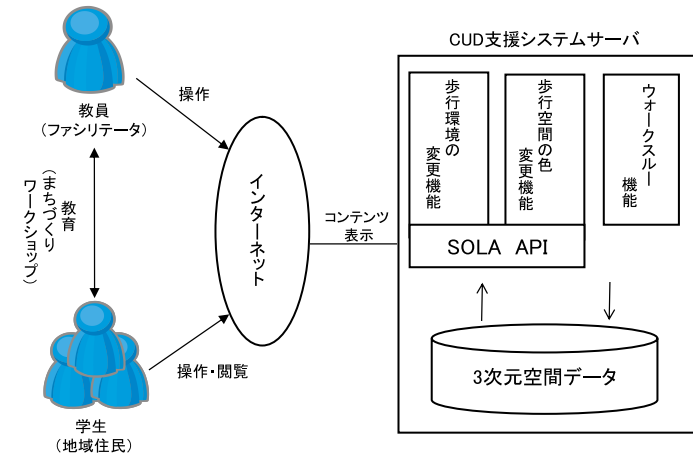 CUD支援システムサーバ
教員
(ファシリテータ)
操作
教育
(まちづくり
ワークショップ)
インターネット
コンテンツ
表示
歩行環境の
変更機能
歩行空間の色
変更機能
ウォークスルー
機能
SOLA API
3次元空間データ
操作・閲覧
学生
(地域住民)